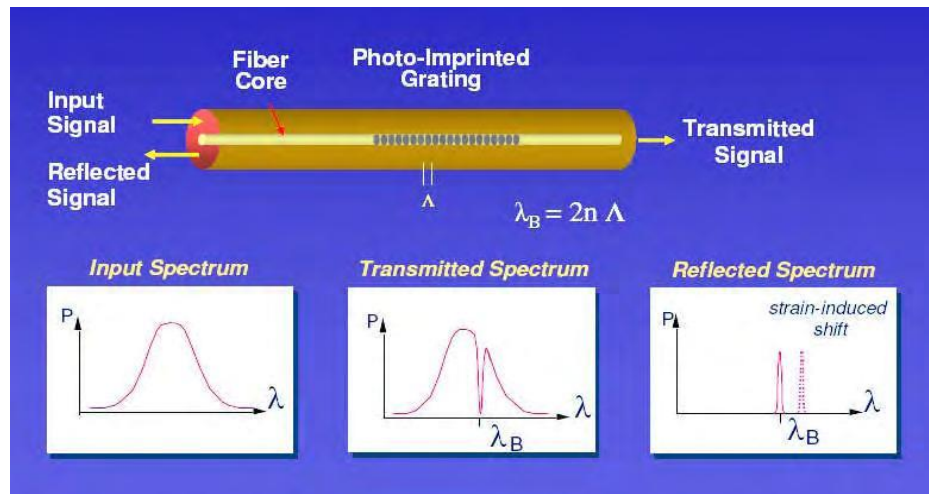 Fiber
Core
Photo-Imprinted
Grating
Input
Signal
Reflected
Signal
Transmitted
Signal
Λ
λB = 2n Λ
Input Spectrum
Transmitted Spectrum
Reflected Spectrum
P
λ
P
λ
λB
P
strain-induced
shift
λ
λB